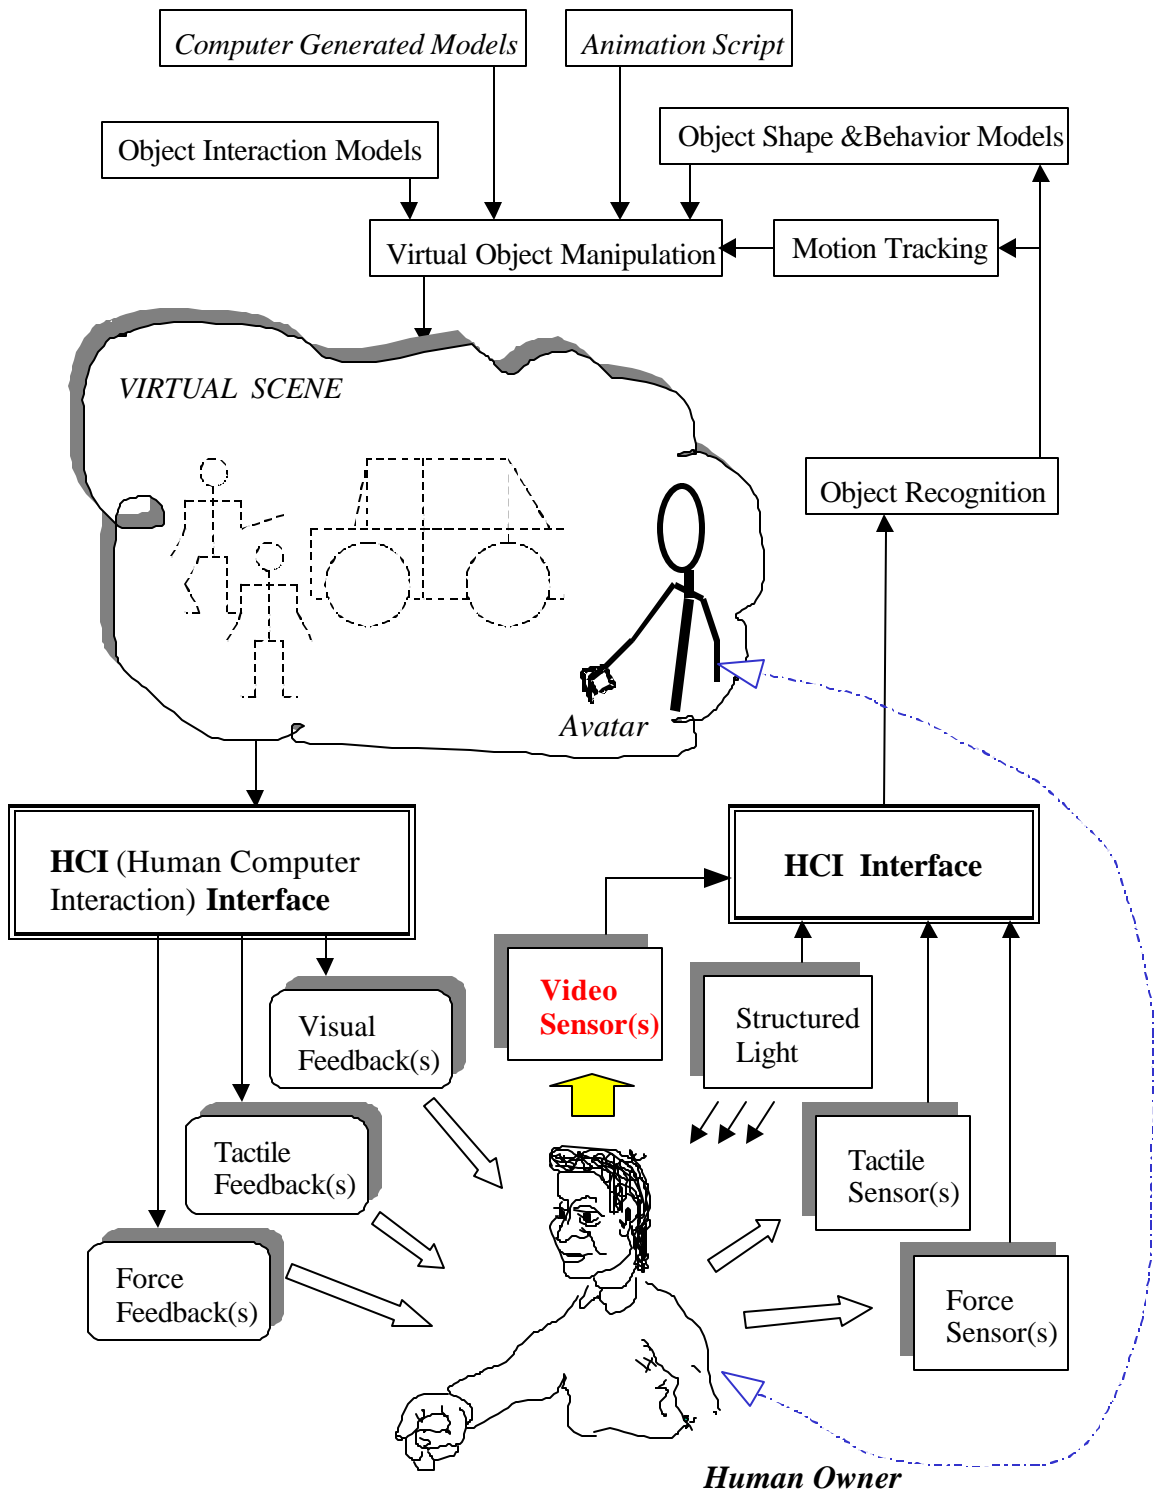 Computer Generated Models
Animation Script
Object Interaction Models
Object Shape &Behavior Models
Virtual Object Manipulation
Motion Tracking
VIRTUAL SCENE
Object Recognition
Avatar
HCI (Human Computer
Interaction) Interface
HCI Interface
Video
Sensor(s)
Structured
Light
Visual
Feedback(s)
Tactile
Feedback(s)
Tactile
Sensor(s)
Force
Feedback(s)
Force
Sensor(s)
Human Owner